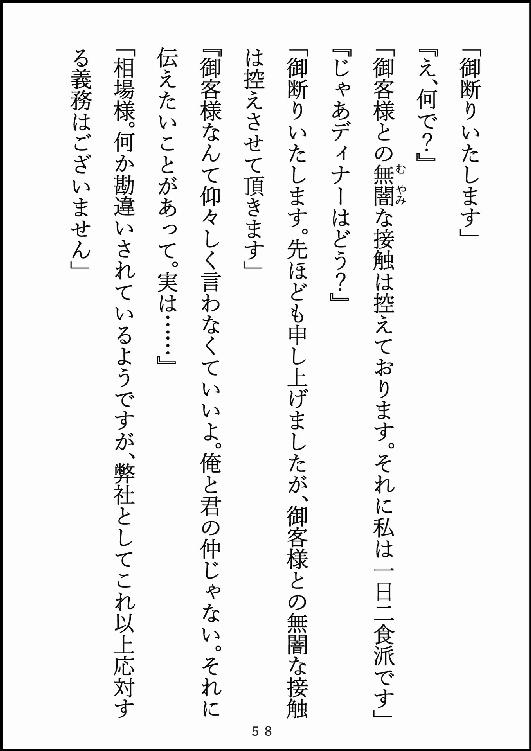 「御断りいたします」
『え、何で？』
「御客様との無闇な接触は控えております。それに私は一日二食派です」
むやみ
『じゃあディナーはどう？』
「御断りいたします。先ほども申し上げましたが、御客様との無闇な接触
は控えさせて頂きます」
『御客様なんて仰々しく言わなくていいよ。俺と君の仲じゃない。それに
伝えたいことがあって。実は……』
「相場様。何か勘違いされているようですが、弊社としてこれ以上応対す
る義務はございません」
58